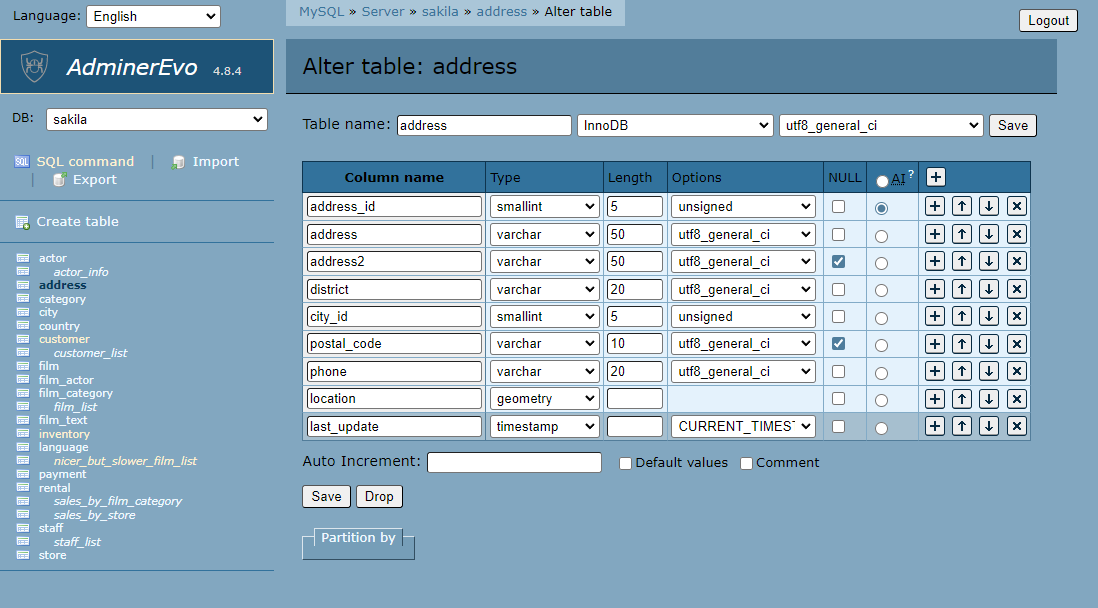 Language: English
MySQL » Server » sakila » address » Alter table
Logout
AdminerEvo 4.8.4
Alter table: address
DB: sakila
SQL command | Import
| Export
Create table
actor
actor_info
address
category
city
country
customer
customer_list
film
film_actor
film_category
film_list
film_text
inventory
language
nicer_but_slower_film_list
payment
rental
sales_by_film_category
sales_by_store
staff
staff_list
store
Table name: address InnoDB utf8_general_ci Save
Column name Type Length Options NULL AI ? +
address_id smallint 5 unsigned + ↑ ↓ ×
address varchar 50 utf8_general_ci + ↑ ↓ ×
address2 varchar 50 utf8_general_ci + ↑ ↓ ×
district varchar 20 utf8_general_ci + ↑ ↓ ×
city_id smallint 5 unsigned + ↑ ↓ ×
postal_code varchar 10 utf8_general_ci + ↑ ↓ ×
phone varchar 20 utf8_general_ci + ↑ ↓ ×
location geometry + ↑ ↓ ×
last_update timestamp CURRENT_TIMEST + ↑ ↓ ×
Auto Increment: Default values Comment
Save Drop
Partition by